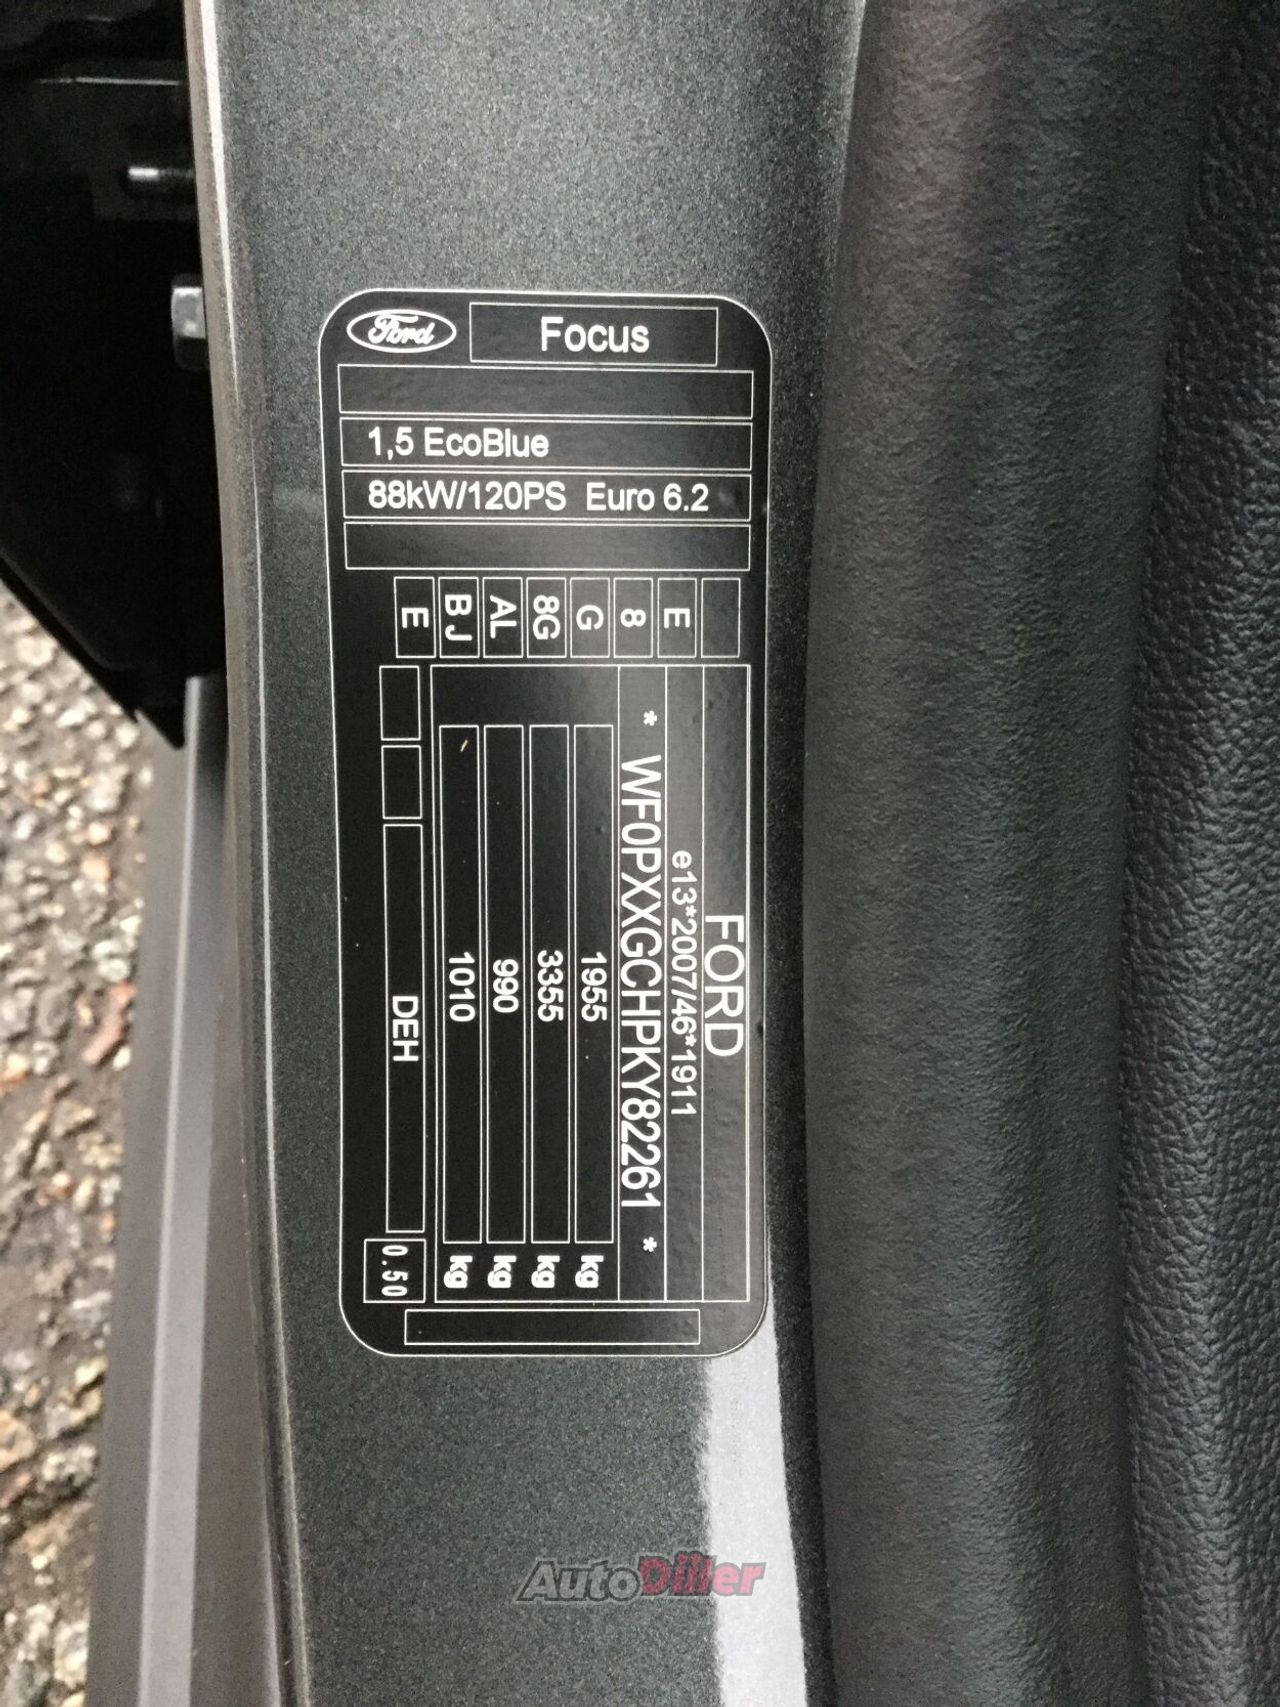 Ford
Focus
1,5 EcoBlue
88kW/120PS Euro 6.2
E
8
G
8G
AL
BJ
E
FORD
e13*2007/46*1911
* WF0PXXGCHPKY82261 *
1955 kg
3355 kg
990 kg
1010 kg
DEH
0.50
AutoDiller